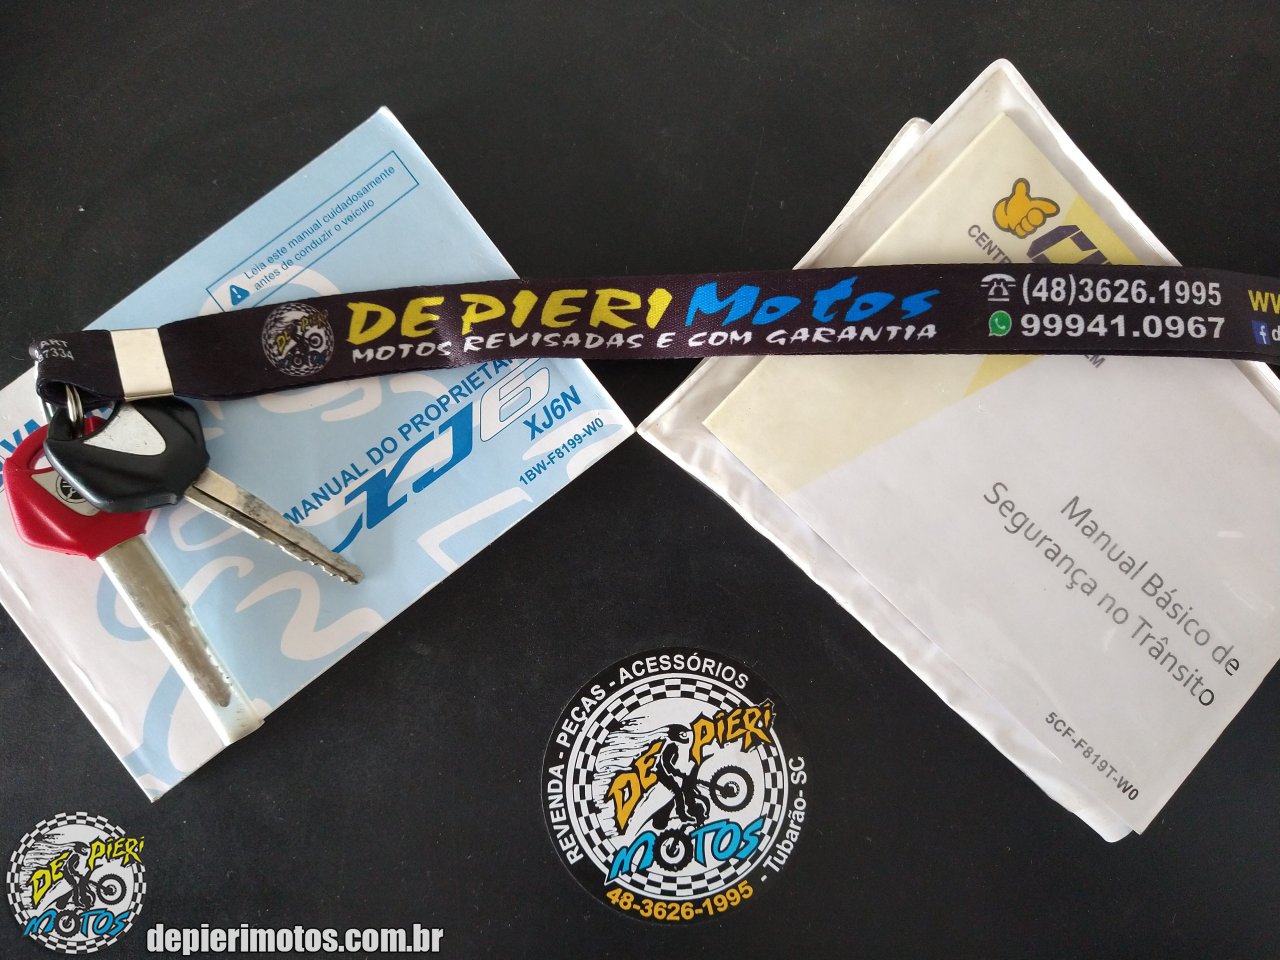 Leia este manual cuidadosamente
antes de conduzir o veículo
MANUAL DO PROPRIETÁ
XJ6
XJ6N
1BW-F8199-W0
ART
DE PIERI Motos
MOTOS REVISADAS E COM GARANTIA
(48)3626.1995
99941.0967
CENT
Manual Básico de
Segurança no Trânsito
5CF-F819T-W0
REVENDA - PEÇAS - ACESSÓRIOS
DE PIERI
MOTOS
48-3626-1995
- Tubarão- SC
DE PIERI
MOTOS
depierimotos.com.br